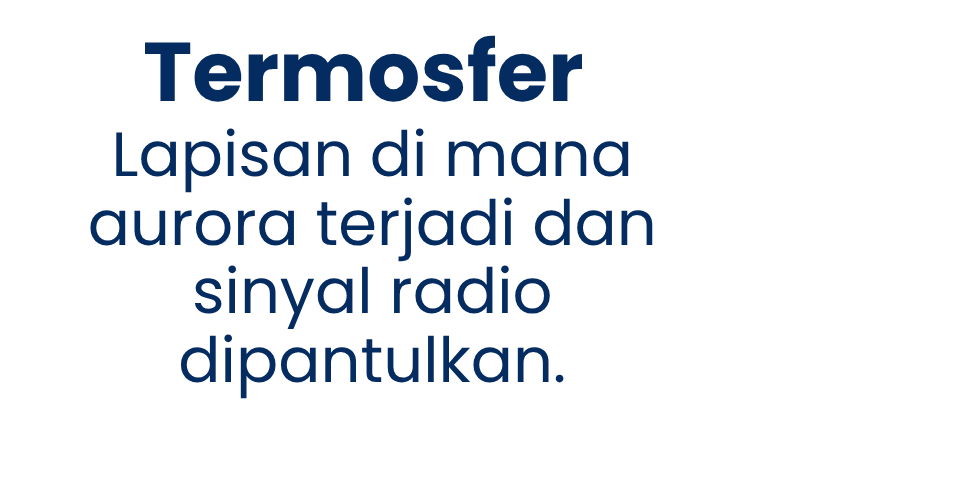 Termosfer
Lapisan di mana
aurora terjadi dan
sinyal radio
dipantulkan.